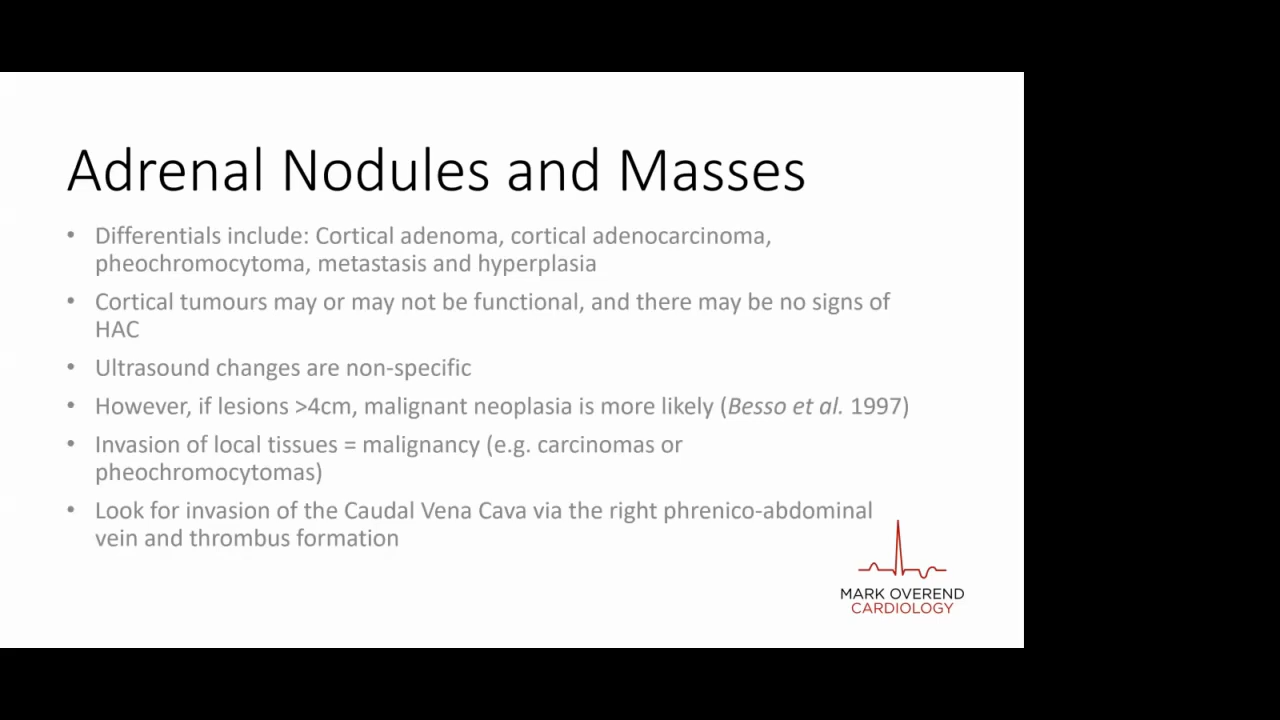 Adrenal Nodules and Masses
• Differentials include: Cortical adenoma, cortical adenocarcinoma,
pheochromocytoma, metastasis and hyperplasia
• Cortical tumours may or may not be functional, and there may be no signs of
HAC
• Ultrasound changes are non-specific
• However, if lesions >4cm, malignant neoplasia is more likely (Besso et al. 1997)
• Invasion of local tissues = malignancy (e.g. carcinomas or
pheochromocytomas)
• Look for invasion of the Caudal Vena Cava via the right phrenico-abdominal
vein and thrombus formation
MARK OVEREND
CARDIOLOGY